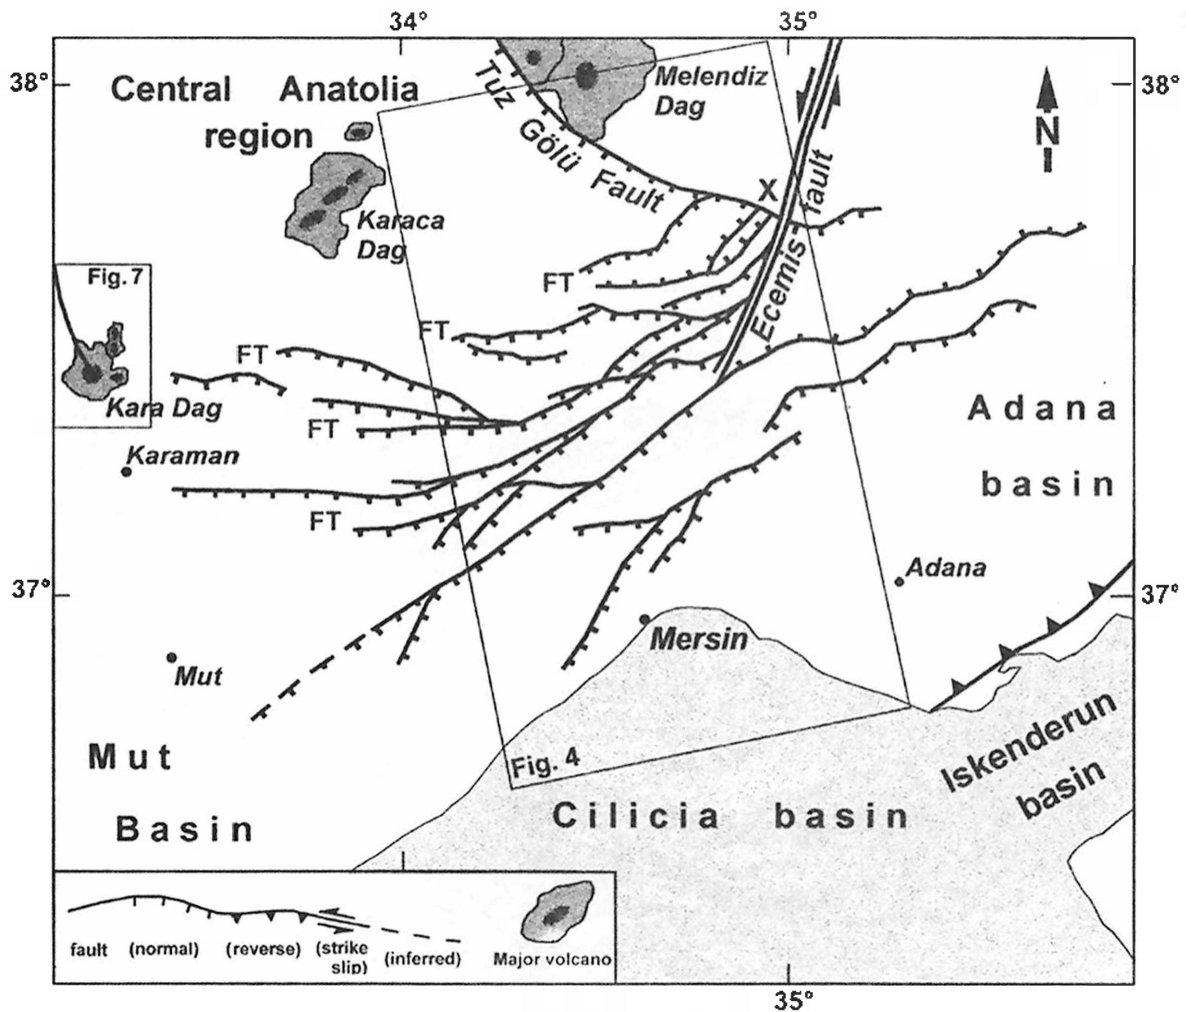 34°
35°
38°
38°
Central Anatolia
region
Melendiz
Dag
Tuz Gölü Fault
N
X
Ecemis fault
Karaca
Dag
FT
Fig. 7
FT
FT
Kara Dag
FT
Karaman
FT
Adana
basin
37°
37°
Adana
Mersin
Mut
Mut
Basin
Fig. 4
Cilicia basin
Iskenderun
basin
fault (normal) (reverse) (strike
slip) (inferred)
Major volcano
35°